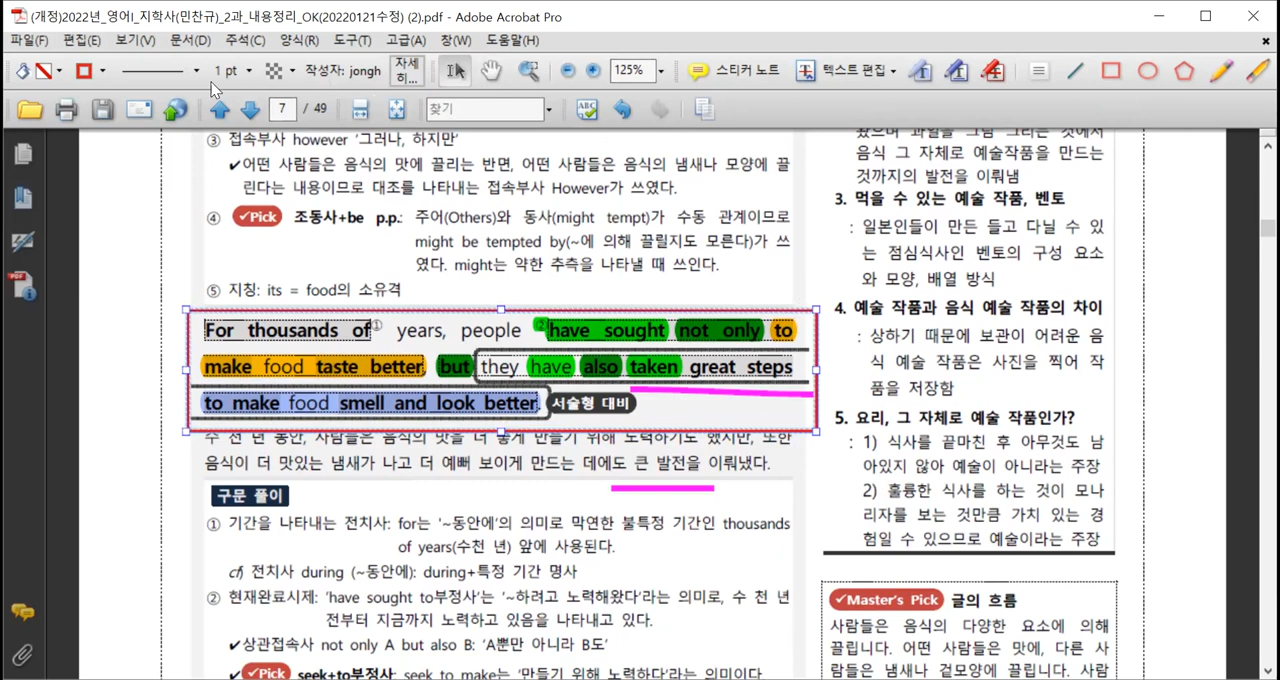 (개정)2022년_영어I_지학사(민찬규)_2과_내용정리_OK(20220121수정) (2).pdf - Adobe Acrobat Pro
파일(F) 편집(E) 보기(V) 문서(D) 주석(C) 양식(R) 도구(T) 고급(A) 창(W) 도움말(H)
1 pt 작성자: jongh 자세히... 125% 스티커 노트 텍스트 편집
7 / 49 찾기
③ 접속부사 however '그러나, 하지만'
✔어떤 사람들은 음식의 맛에 끌리는 반면, 어떤 사람들은 음식의 냄새나 모양에 끌
린다는 내용이므로 대조를 나타내는 접속부사 However가 쓰였다.
④ ✓Pick 조동사+be p.p.: 주어(Others)와 동사(might tempt)가 수동 관계이므로
might be tempted by(~에 의해 끌릴지도 모른다)가 쓰
였다. might는 약한 추측을 나타낼 때 쓰인다.
⑤ 지칭: its = food의 소유격
For thousands of① years, people ②have sought not only to
make food taste better but they have also taken great steps
to make food smell and look better. 서술형 대비
수 천 년 동안, 사람들은 음식의 맛을 더 좋게 만들기 위해 노력하기도 했지만, 또한
음식이 더 맛있는 냄새가 나고 더 예뻐 보이게 만드는 데에도 큰 발전을 이뤄냈다.
구문 풀이
① 기간을 나타내는 전치사: for는 '~동안에'의 의미로 막연한 불특정 기간인 thousands
of years(수천 년) 앞에 사용된다.
cf) 전치사 during (~동안에): during+특정 기간 명사
② 현재완료시제: 'have sought to부정사'는 '~하려고 노력해왔다'라는 의미로, 수 천 년
전부터 지금까지 노력하고 있음을 나타내고 있다.
✔상관접속사 not only A but also B: 'A뿐만 아니라 B도'
✓Pick seek+to부정사: seek to make는 '만들기 위해 노력하다'라는 의미이다
왔으며 과일을 그림 그리는 것에서
음식 그 자체로 예술작품을 만드는
것까지의 발전을 이뤄냄
3. 먹을 수 있는 예술 작품, 벤토
: 일본인들이 만든 들고 다닐 수 있
는 점심식사인 벤토의 구성 요소
와 모양, 배열 방식
4. 예술 작품과 음식 예술 작품의 차이
: 상하기 때문에 보관이 어려운 음
식 예술 작품은 사진을 찍어 작
품을 저장함
5. 요리, 그 자체로 예술 작품인가?
: 1) 식사를 끝마친 후 아무것도 남
아있지 않아 예술이 아니라는 주장
2) 훌륭한 식사를 하는 것이 모나
리자를 보는 것만큼 가치 있는 경
험일 수 있으므로 예술이라는 주장
✓Master's Pick 글의 흐름
사람들은 음식의 다양한 요소에 의해
끌립니다. 어떤 사람들은 맛에, 다른 사
람들은 냄새나 겉모양에 끌립니다. 사람